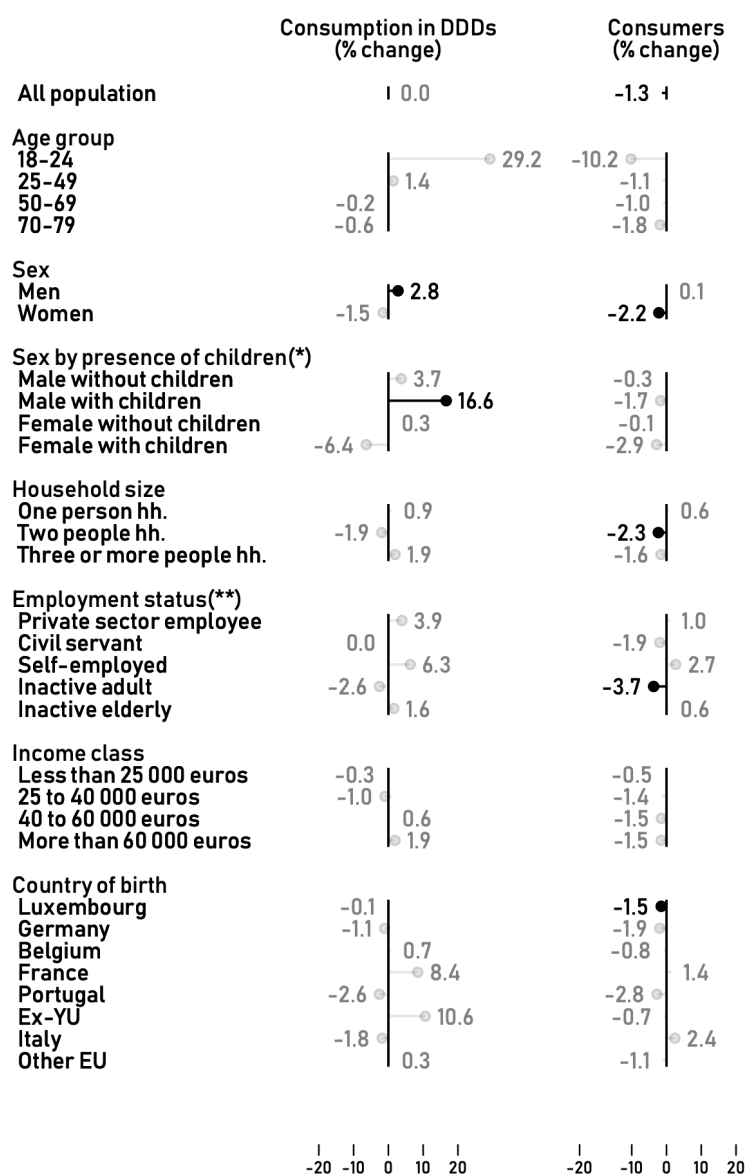 Consumption in DDDs Consumers
(% change) (% change)
All population 0.0 -1.3
Age group
18-24 29.2 -10.2
25-49 1.4 -1.1
50-69 -0.2 -1.0
70-79 -0.6 -1.8
Sex
Men 2.8 0.1
Women -1.5 -2.2
Sex by presence of children(*)
Male without children 3.7 -0.3
Male with children 16.6 -1.7
Female without children 0.3 -0.1
Female with children -6.4 -2.9
Household size
One person hh. 0.9 0.6
Two people hh. -1.9 -2.3
Three or more people hh. 1.9 -1.6
Employment status(**)
Private sector employee 3.9 1.0
Civil servant 0.0 -1.9
Self-employed 6.3 2.7
Inactive adult -2.6 -3.7
Inactive elderly 1.6 0.6
Income class
Less than 25 000 euros -0.3 -0.5
25 to 40 000 euros -1.0 -1.4
40 to 60 000 euros 0.6 -1.5
More than 60 000 euros 1.9 -1.5
Country of birth
Luxembourg -0.1 -1.5
Germany -1.1 -1.9
Belgium 0.7 -0.8
France 8.4 1.4
Portugal -2.6 -2.8
Ex-YU 10.6 -0.7
Italy -1.8 2.4
Other EU 0.3 -1.1
-20 -10 0 10 20 -20 -10 0 10 20